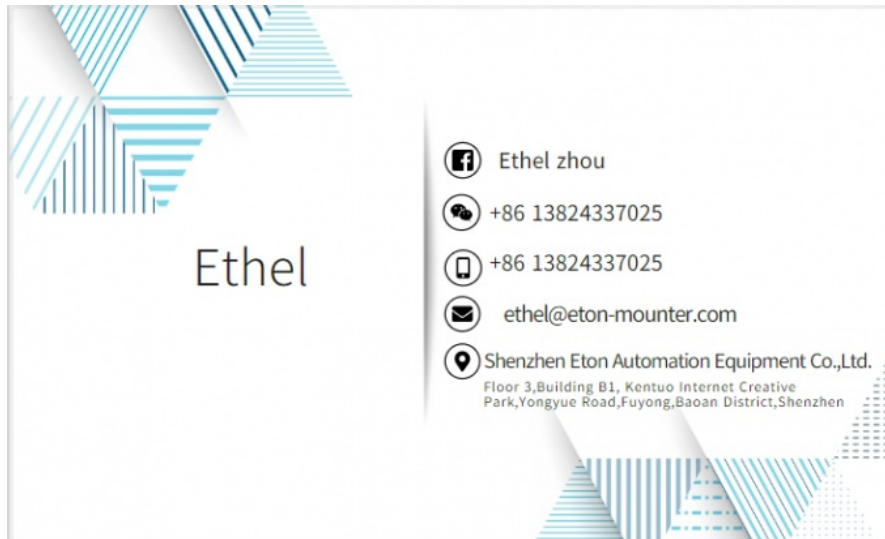 Ethel
Ethel zhou
+86 13824337025
+86 13824337025
ethel@eton-mounter.com
Shenzhen Eton Automation Equipment Co.,Ltd.
Floor 3,Building B1, Kentuo Internet Creative
Park,Yongyue Road,Fuyong,Baoan District,Shenzhen